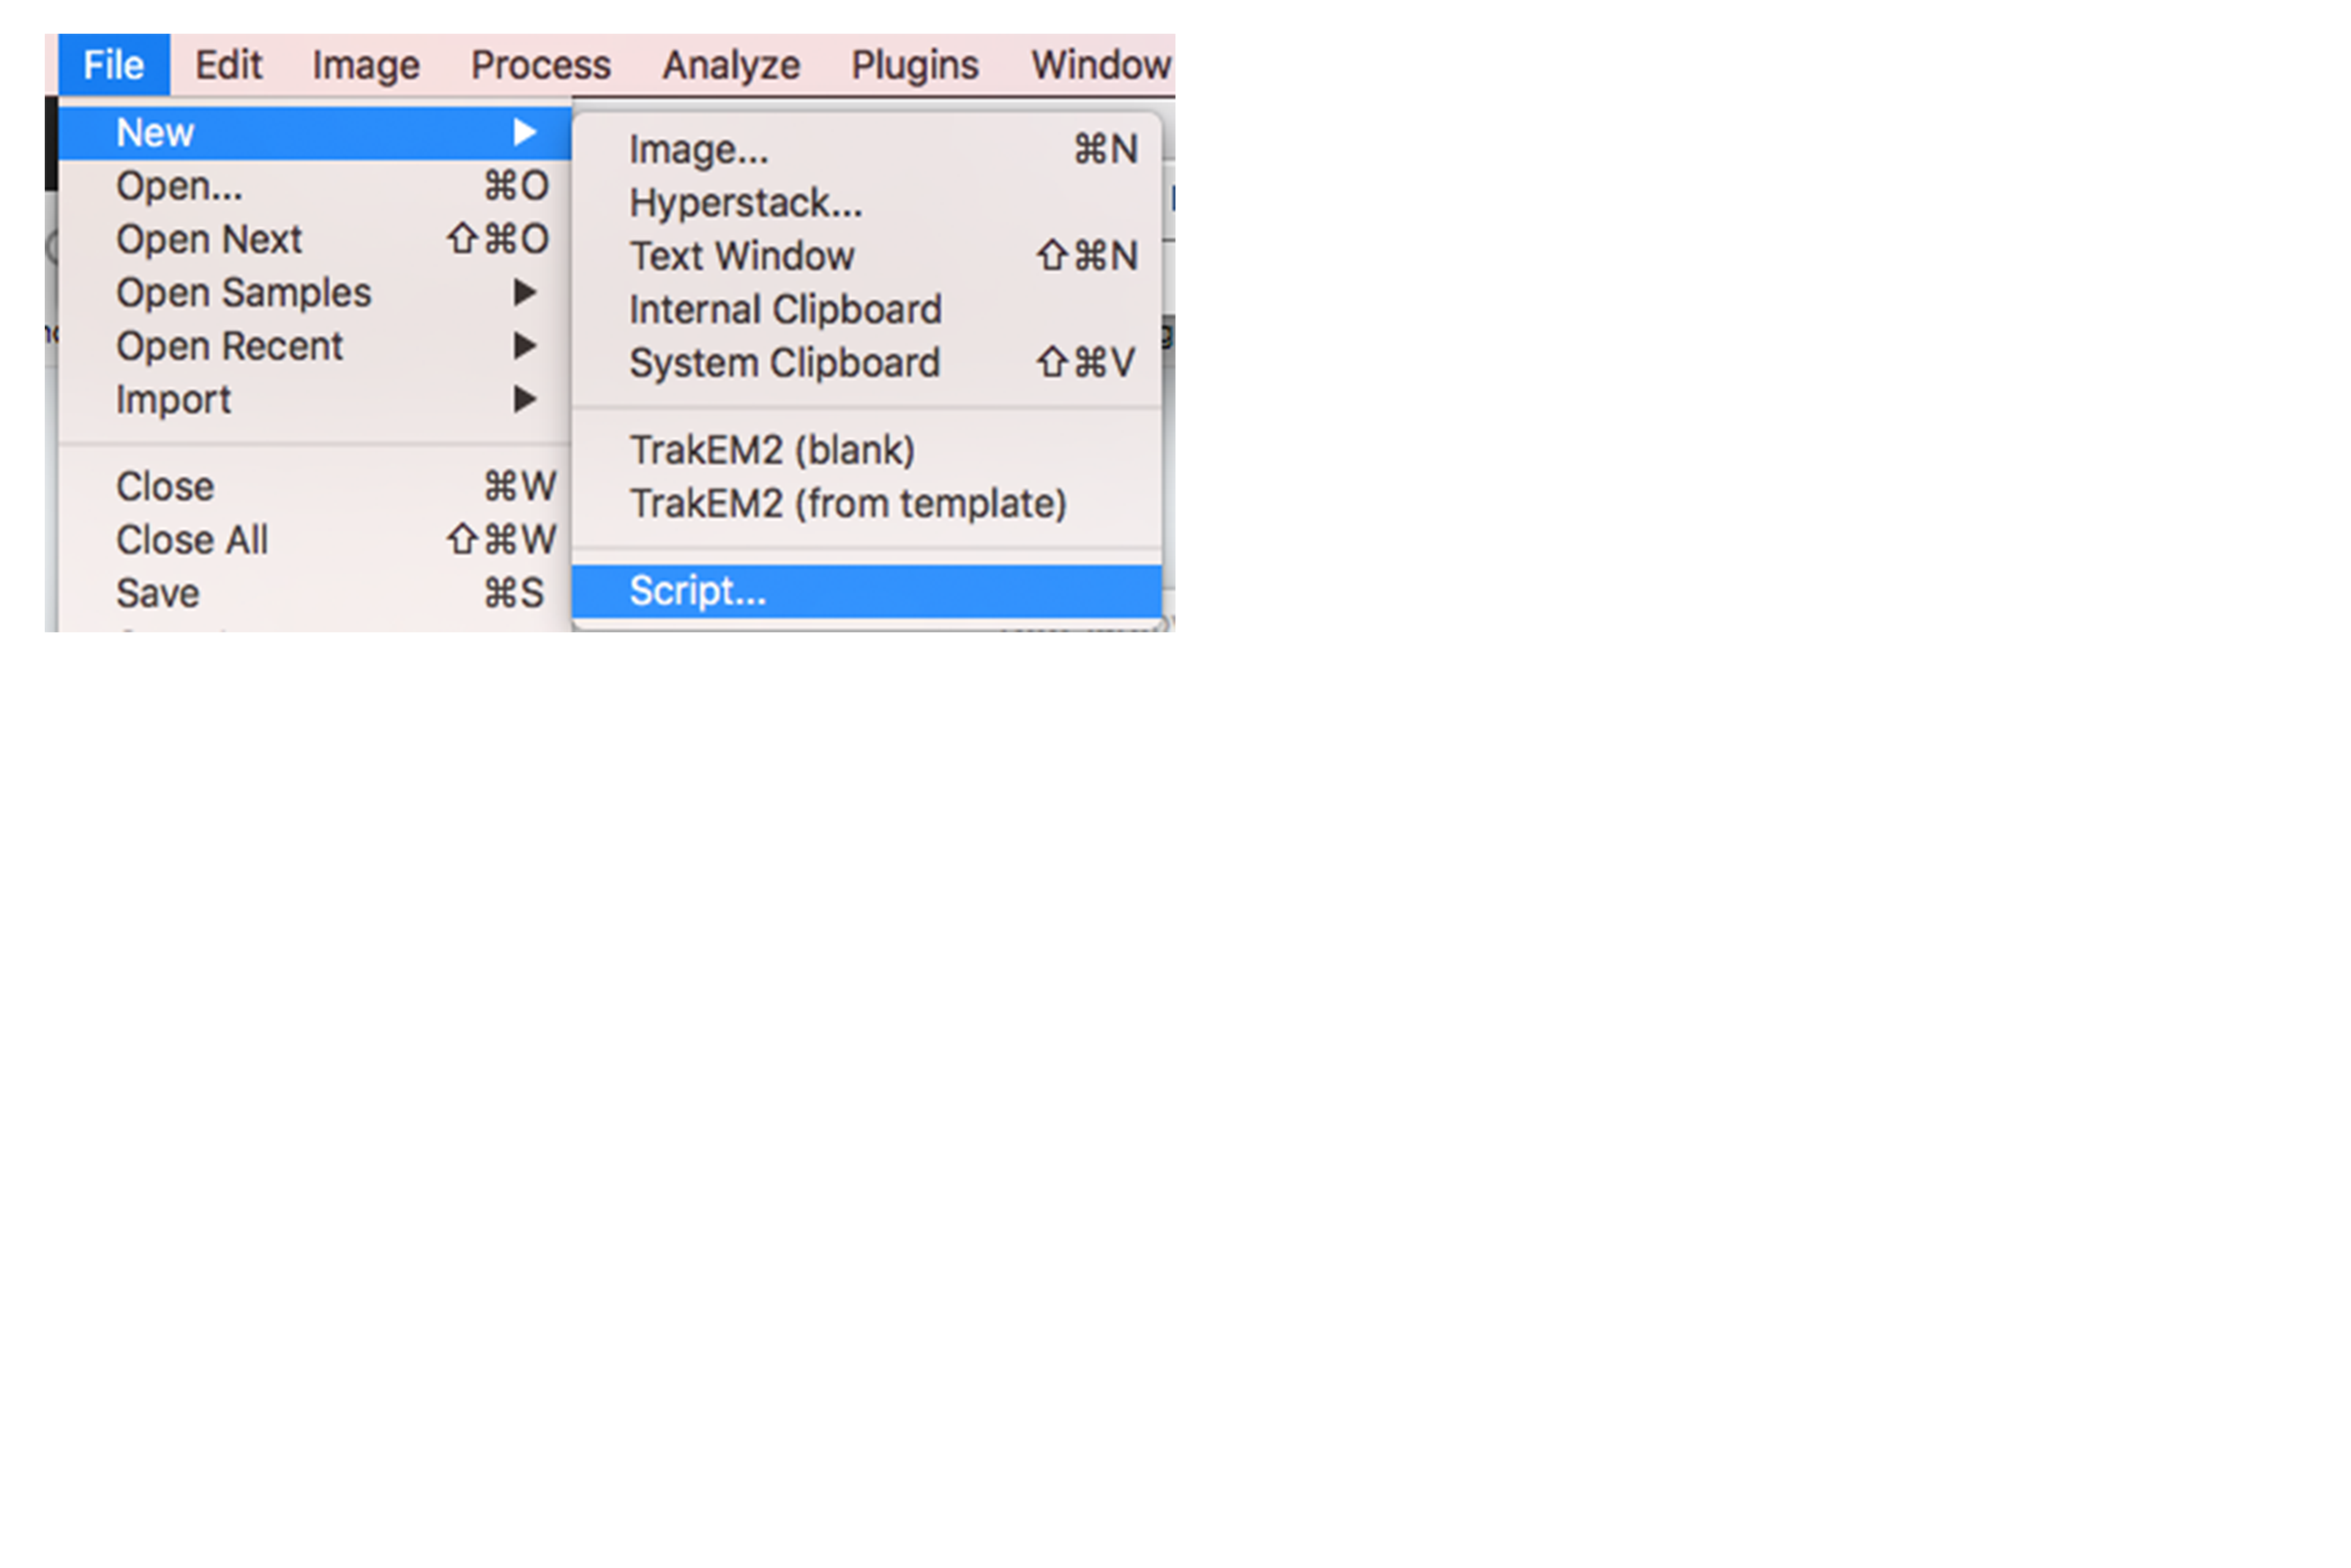 File Edit Image Process Analyze Plugins Window
New ▶
Open... ⌘O
Open Next ⇧⌘O
Open Samples ▶
Open Recent ▶
Import ▶
Close ⌘W
Close All ⇧⌘W
Save ⌘S
Image... ⌘N
Hyperstack...
Text Window ⇧⌘N
Internal Clipboard
System Clipboard ⇧⌘V
TrakEM2 (blank)
TrakEM2 (from template)
Script...